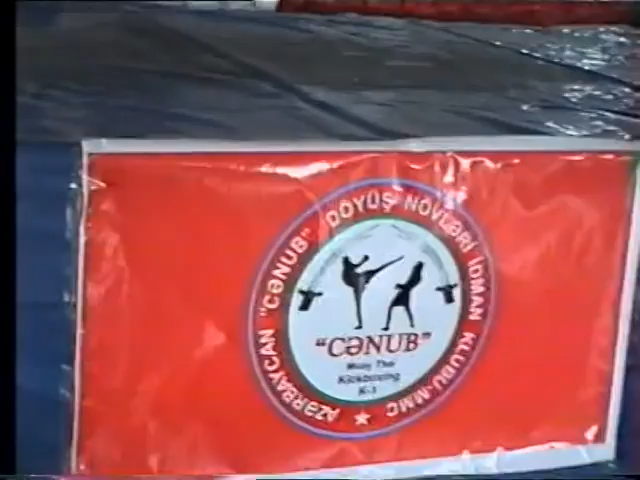 AZƏRBAYCAN "CƏNUB" DÖYÜŞ NÖVLƏRİ İDMAN KLUBU-MMC
"CƏNUB"
Muay Thai
Kickboxing
K-1